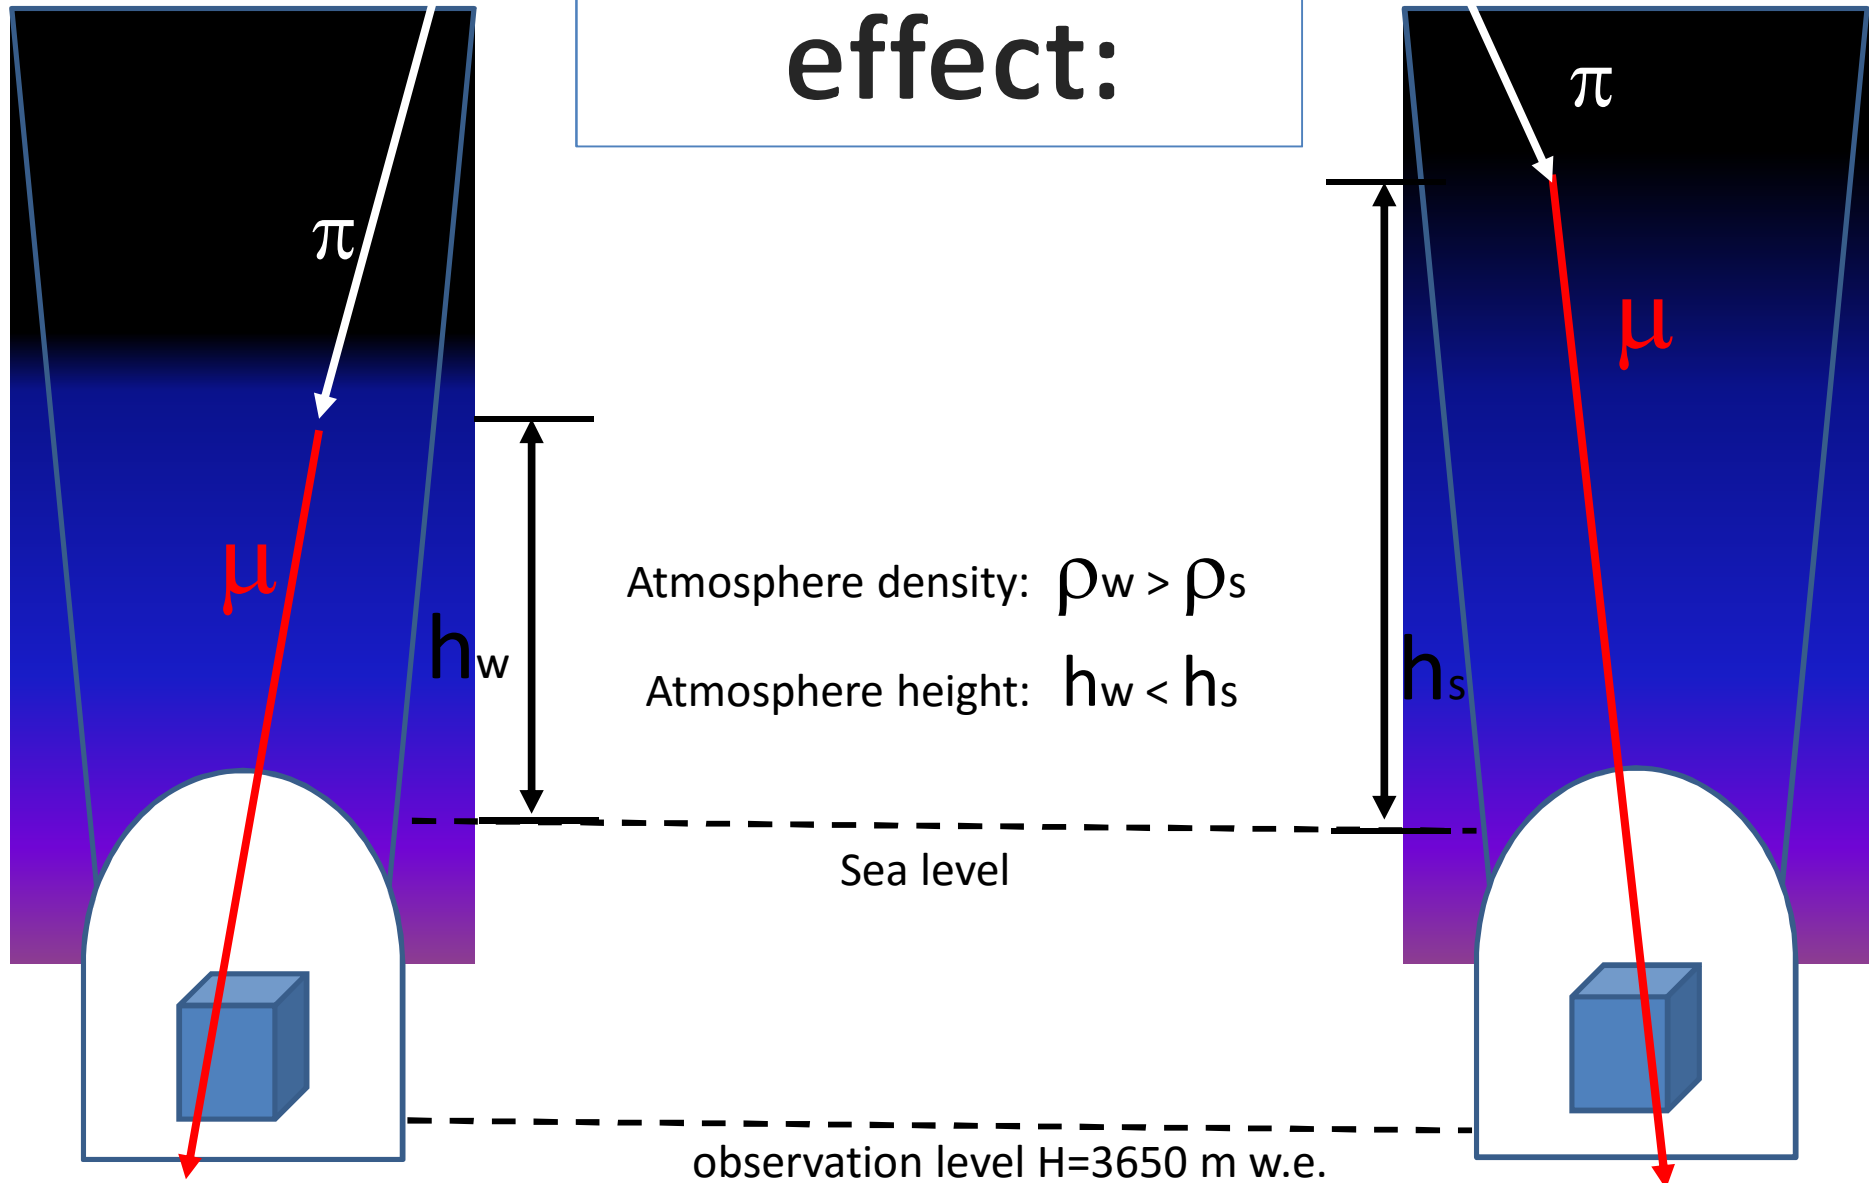 effect:
π
π
μ
μ
Atmosphere density: ρw > ρs
hw
hs
Atmosphere height: hw < hs
Sea level
observation level H=3650 m w.e.